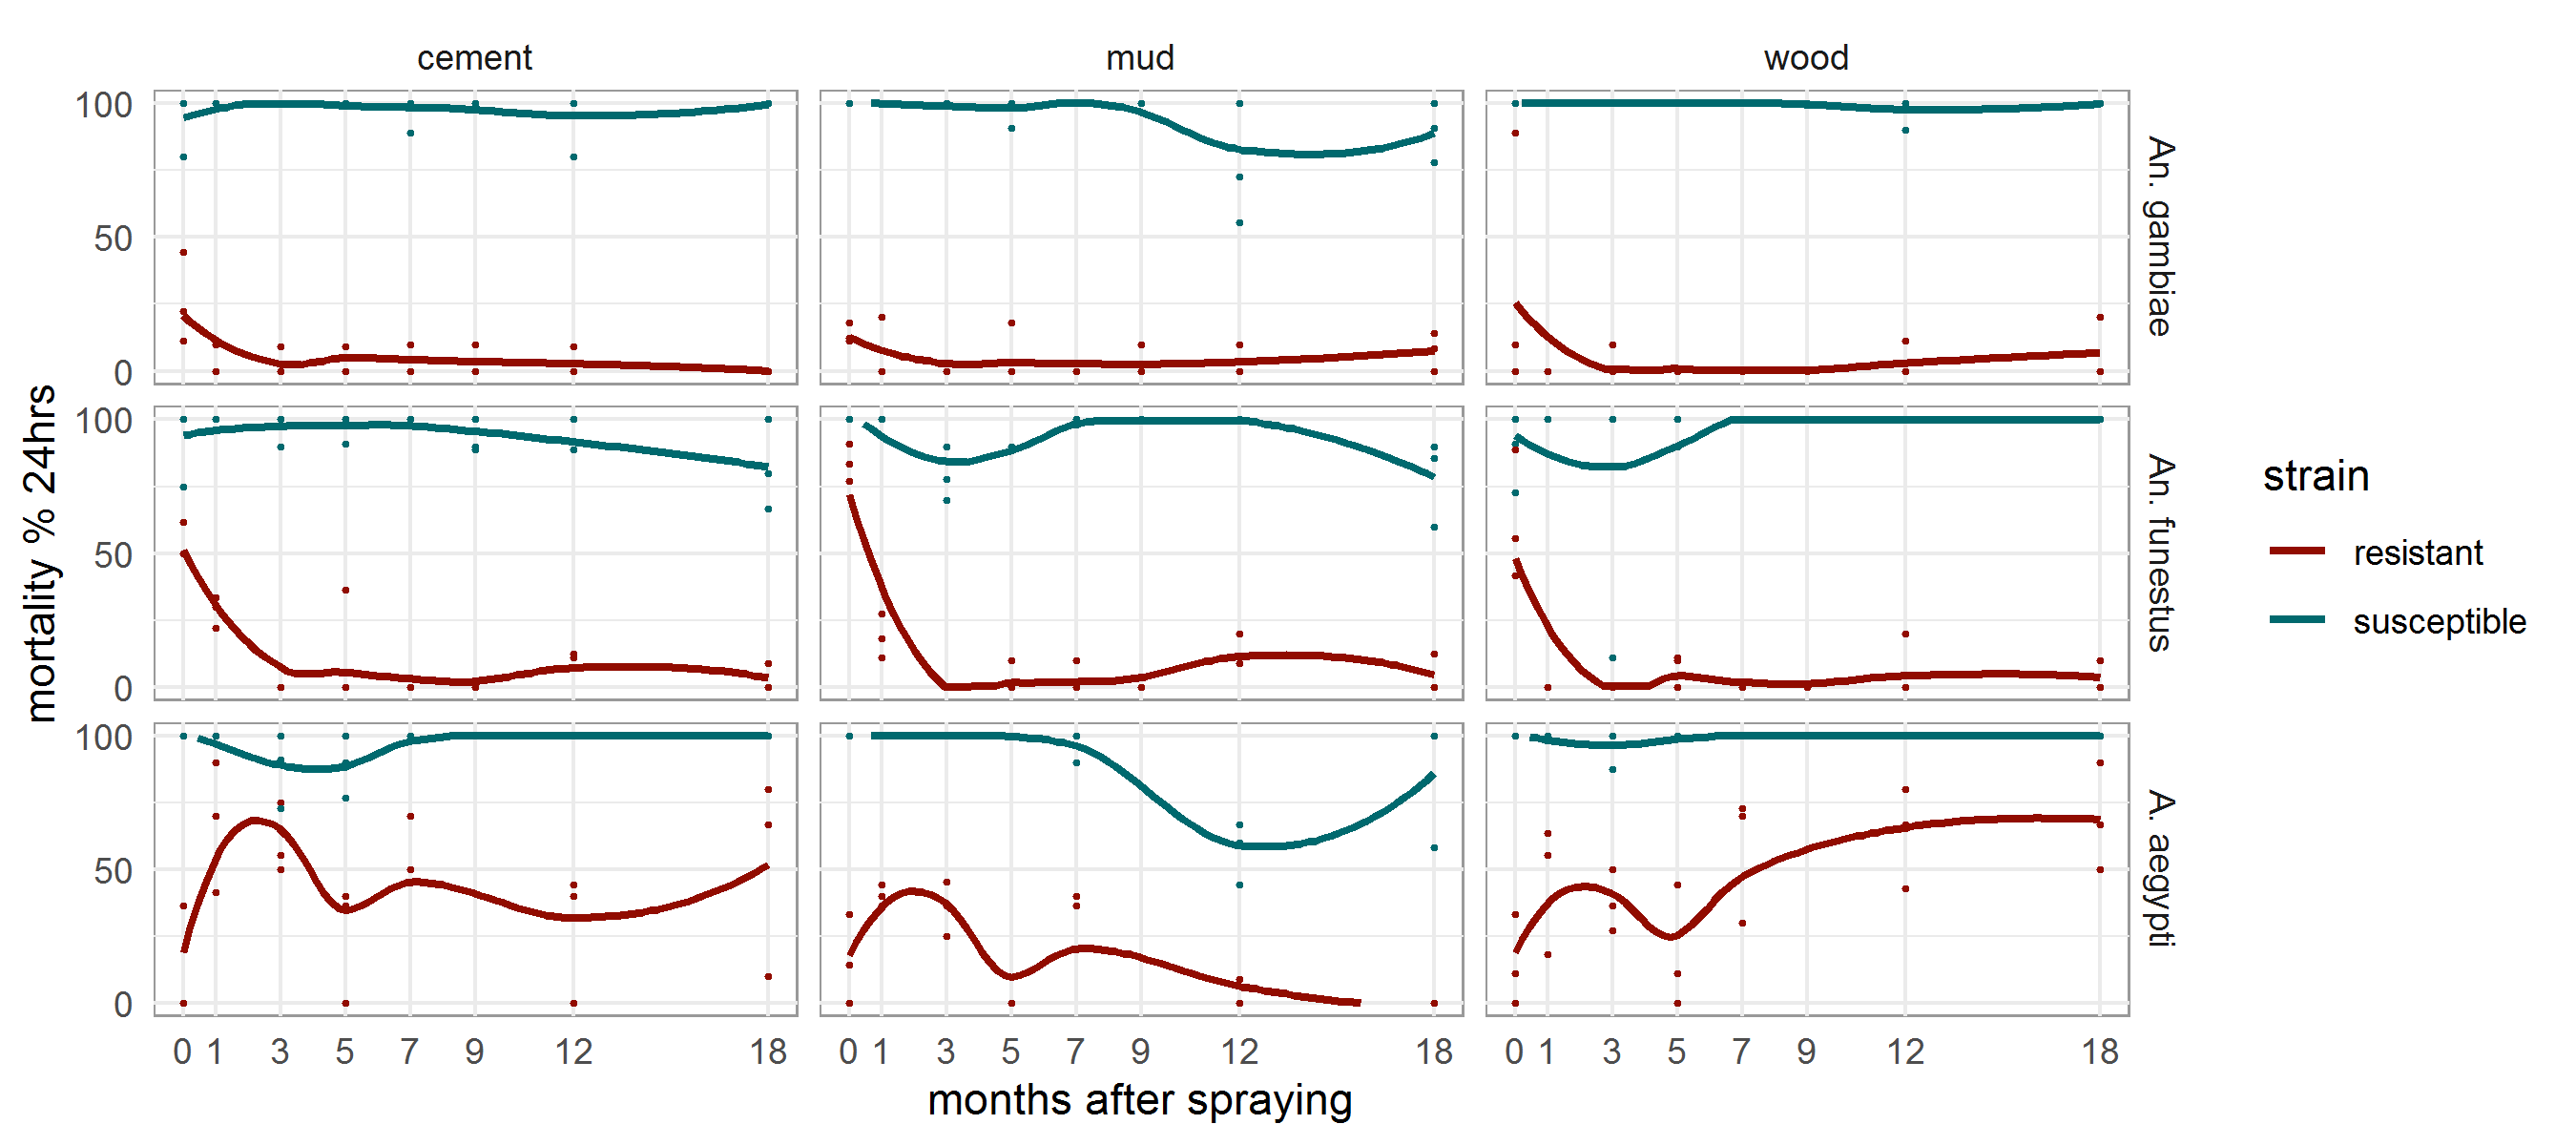 cement mud wood
100
50
0
An. gambiae
100
50
0
An. funestus
100
50
0
A. aegypti
0 1 3 5 7 9 12 18 0 1 3 5 7 9 12 18 0 1 3 5 7 9 12 18
months after spraying
mortality % 24hrs
strain
resistant
susceptible